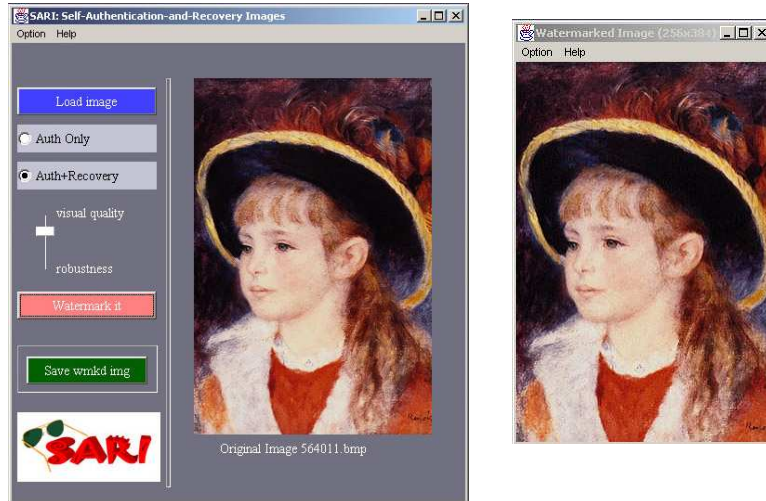 SARI: Self-Authentication-and-Recovery Images
Option Help
Load image
Auth Only
Auth+Recovery
visual quality
robustness
Watermark it
Save wmkd img
SARI
Original Image 564011.bmp
Watermarked Image (256x384)
Option Help